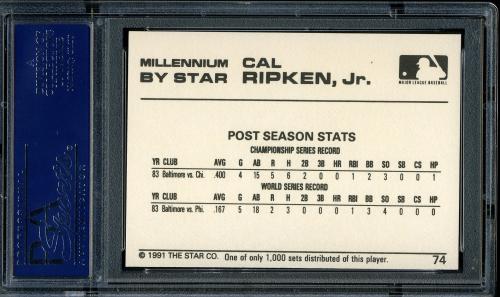 MILLENNIUM CAL
BY STAR RIPKEN, Jr.
MAJOR LEAGUE BASEBALL
POST SEASON STATS
CHAMPIONSHIP SERIES RECORD
YR CLUB AVG G AB R H 2B 3B HR RBI BB SO SB CS HP
83 Baltimore vs. Chi. .400 4 15 5 6 2 0 0 1 2 3 0 0 1
WORLD SERIES RECORD
YR CLUB AVG G AB R H 2B 3B HR RBI BB SO SB CS HP
83 Baltimore vs. Phi. .167 5 18 2 3 0 0 0 1 3 4 0 0 0
© 1991 THE STAR CO. One of only 1,000 sets distributed of this player. 74
PSA